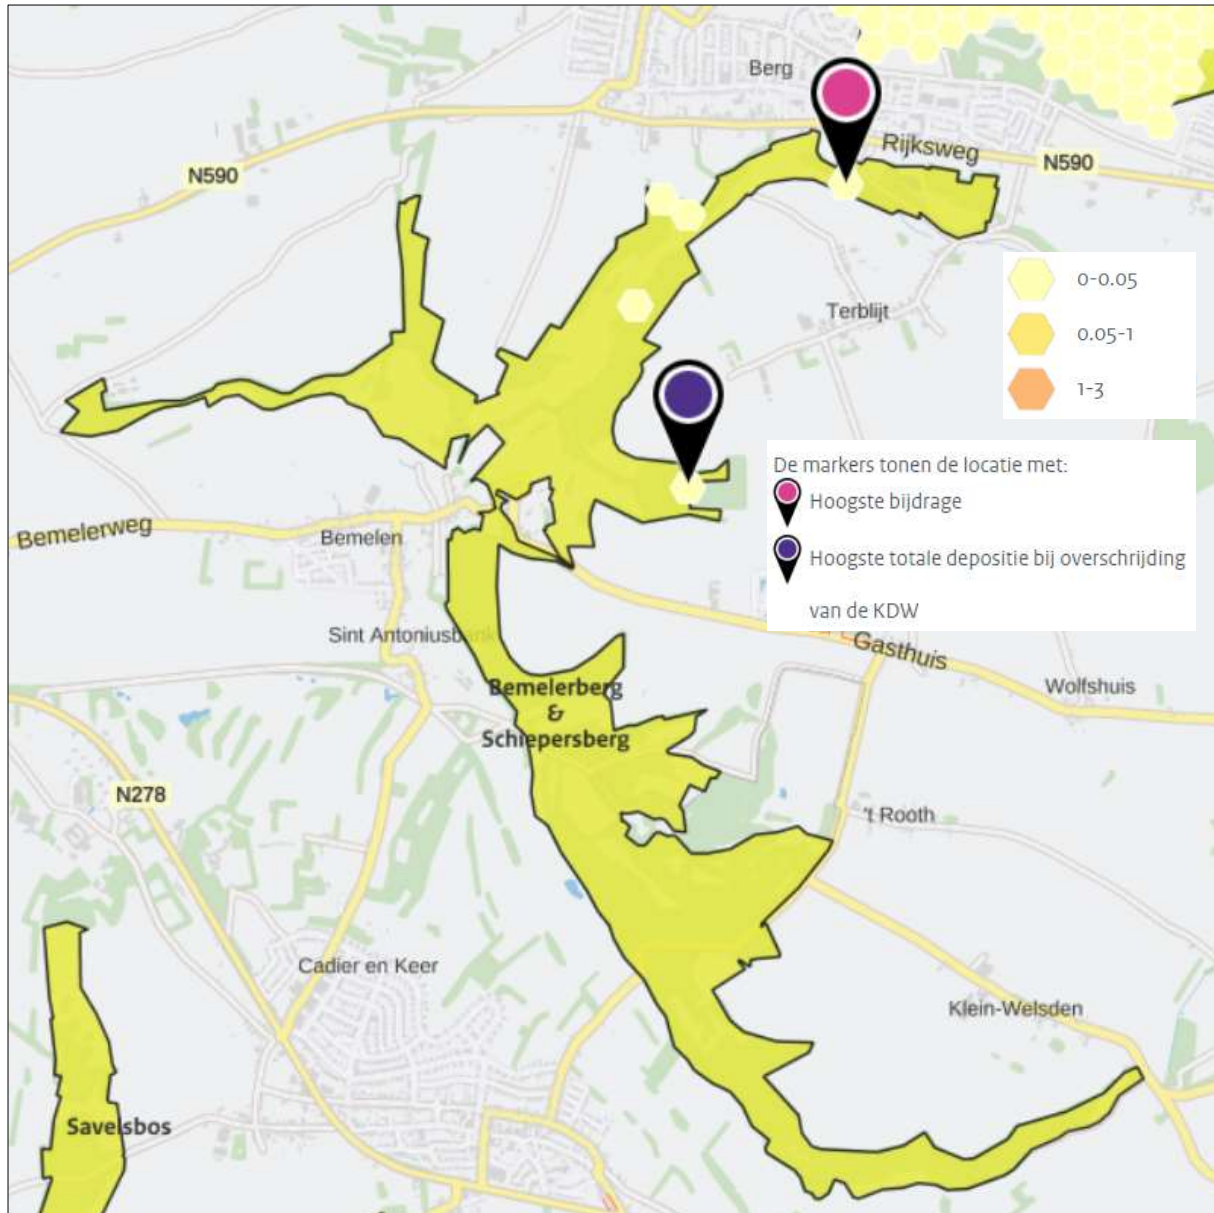 Berg
Rijksweg
N590
N590
0-0.05
Terblijt
0.05-1
1-3
De markers tonen de locatie met:
Hoogste bijdrage
Bemelerweg
Bemelen
Hoogste totale depositie bij overschrijding
van de KDW
Sint Antoniusbank
Gasthuis
Wolfshuis
Bemelerberg
&
Schiepersberg
N278
't Rooth
Cadier en Keer
Klein-Welsden
Savelsbos